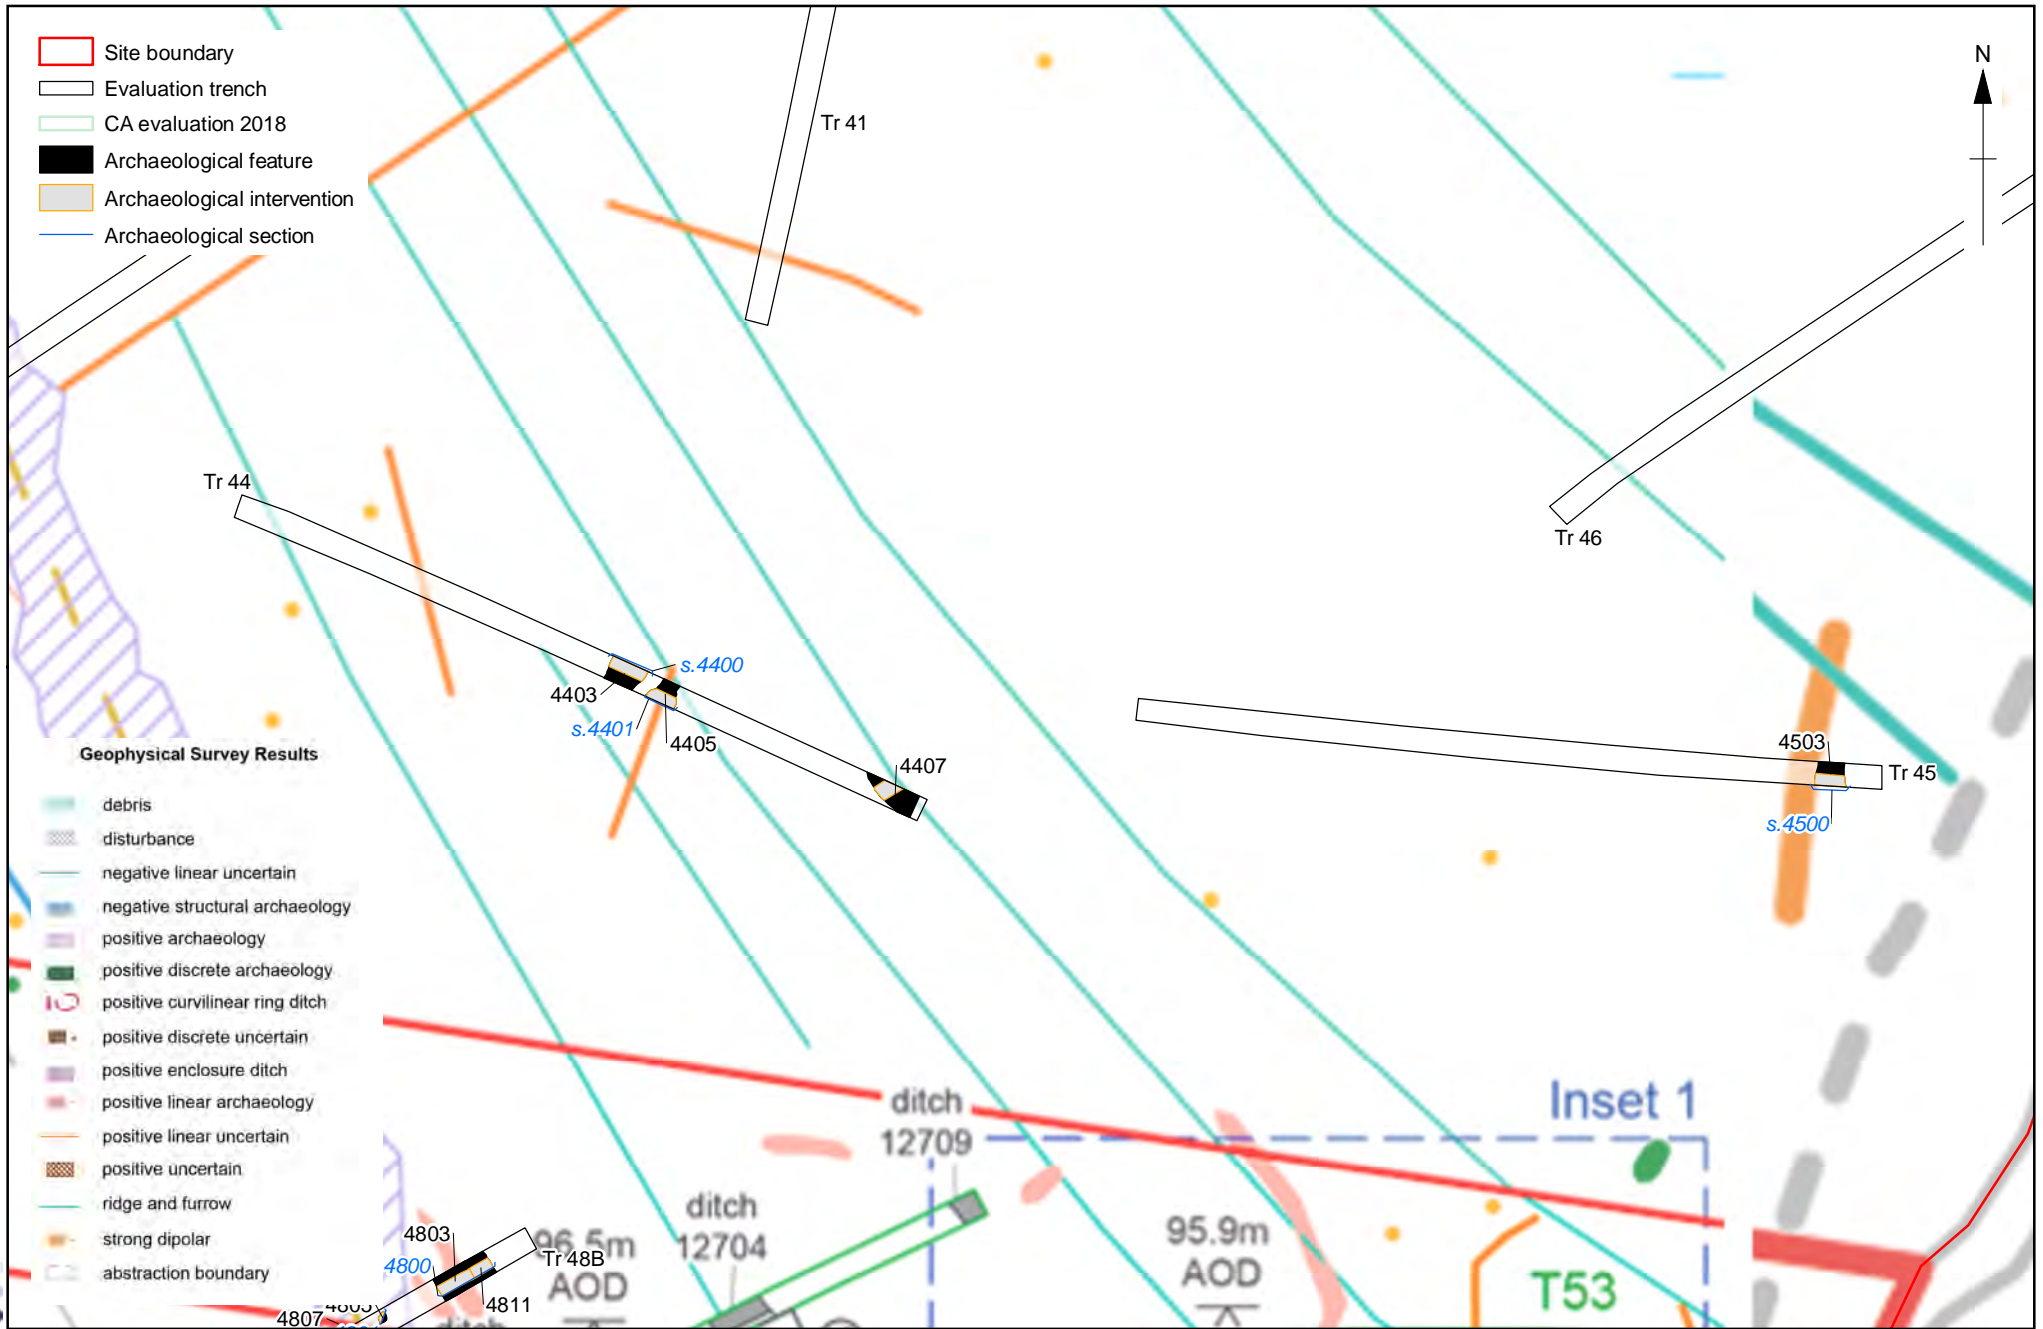 Site boundary
Evaluation trench
CA evaluation 2018
Archaeological feature
Archaeological intervention
Archaeological section
N
Tr 41
Tr 44
Tr 46
s.4400
4403
s.4401
4405
4407
4503
Tr 45
s.4500
Geophysical Survey Results
debris
disturbance
negative linear uncertain
negative structural archaeology
positive archaeology
positive discrete archaeology
positive curvilinear ring ditch
positive discrete uncertain
positive enclosure ditch
positive linear archaeology
positive linear uncertain
positive uncertain
ridge and furrow
strong dipolar
abstraction boundary
ditch
12709
Inset 1
ditch
12704
96.5m
AOD
95.9m
AOD
T53
4803
4800
Tr 48B
4811
4807
ditch